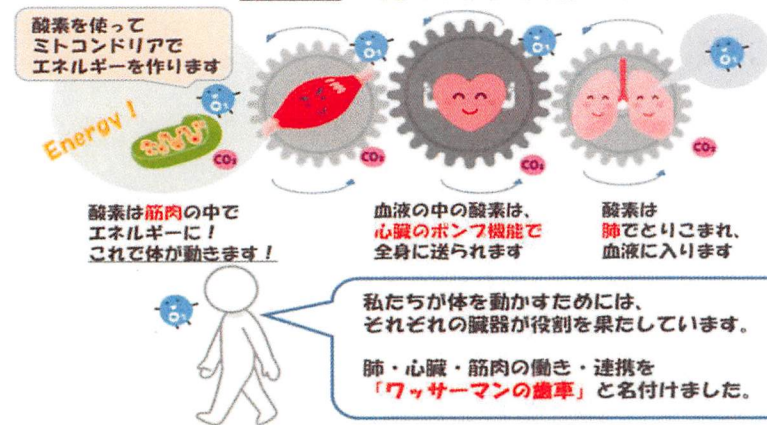 酸素を使って
ミトコンドリアで
エネルギーを作ります
O₂
O₂
O₂
O₂
Energy!
CO₂
CO₂
CO₂
CO₂
酸素は筋肉の中で
エネルギーに!
これで体が動きます!
血液の中の酸素は、
心臓のポンプ機能で
全身に送られます
酸素は
肺でとりこまれ、
血液に入ります
O₂
私たちが体を動かすためには、
それぞれの臓器が役割を果たしています。
肺・心臓・筋肉の働き・連携を
「ワッサーマンの歯車」と名付けました。